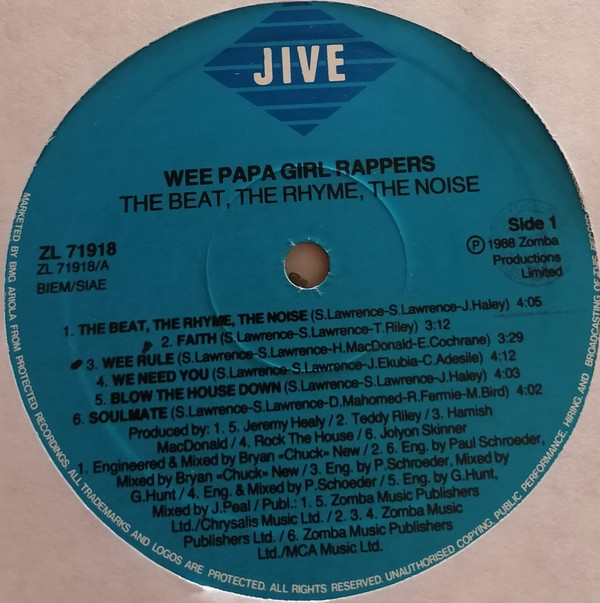 JIVE
WEE PAPA GIRL RAPPERS
THE BEAT, THE RHYME, THE NOISE
ZL 71918
ZL 71918/A
BIEM/SIAE
Side 1
Ⓟ 1988 Zomba
Productions
Limited
1. THE BEAT, THE RHYME, THE NOISE (S.Lawrence-S.Lawrence-J.Haley) 4:05
2. FAITH (S.Lawrence-S.Lawrence-T.Riley) 3:12
3. WEE RULE (S.Lawrence-S.Lawrence-H.MacDonald-E.Cochrane) 3:29
4. WE NEED YOU (S.Lawrence-S.Lawrence-J.Ekubia-C.Adesile) 4:12
5. BLOW THE HOUSE DOWN (S.Lawrence-S.Lawrence-J.Haley) 4:03
6. SOULMATE (S.Lawrence-S.Lawrence-D.Mahomed-R.Fermie-M.Bird) 4:02
Produced by: 1. 5. Jeremy Healy / 2. Teddy Riley / 3. Hamish
MacDonald / 4. Rock The House / 6. Jolyon Skinner
1. Engineered & Mixed by Bryan «Chuck» New / 2. 6. Eng. by Paul Schroeder,
Mixed by Bryan «Chuck» New / 3. Eng. by P.Schroeder, Mixed by
G.Hunt / 4. Eng. & Mixed by P.Schoeder / 5. Eng. by G.Hunt,
Mixed by J.Peal / Publ.: 1. 5. Zomba Music Publishers
Ltd./Chrysalis Music Ltd. / 2. 3. 4. Zomba Music
Publishers Ltd. / 6. Zomba Music Publishers
Ltd./MCA Music Ltd.
MARKETED BY BMG ARIOLA FROM PROTECTED RECORDINGS. ALL TRADEMARKS AND LOGOS ARE PROTECTED. ALL RIGHTS RESERVED. UNAUTHORISED COPYING, PUBLIC PERFORMANCE, HIRING AND BROADCASTING OF THIS